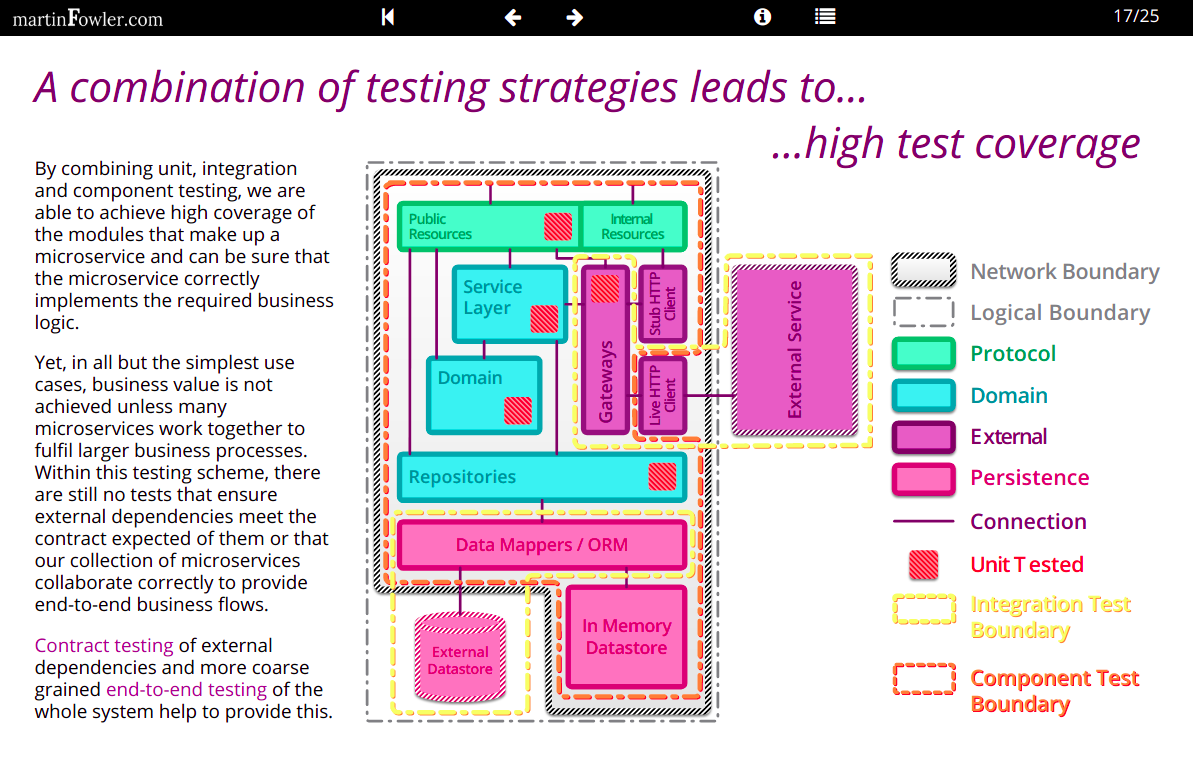 martinFowler.com
17/25
A combination of testing strategies leads to...
...high test coverage
By combining unit, integration
and component testing, we are
able to achieve high coverage of
the modules that make up a
microservice and can be sure that
the microservice correctly
implements the required business
logic.
Yet, in all but the simplest use
cases, business value is not
achieved unless many
microservices work together to
fulfil larger business processes.
Within this testing scheme, there
are still no tests that ensure
external dependencies meet the
contract expected of them or that
our collection of microservices
collaborate correctly to provide
end-to-end business flows.
Contract testing of external
dependencies and more coarse
grained end-to-end testing of the
whole system help to provide this.
Public
Resources
Internal
Resources
Service
Layer
Domain
Gateways
Stub HTTP
Client
Live HTTP
Client
External Service
Repositories
Data Mappers / ORM
External
Datastore
In Memory
Datastore
Network Boundary
Logical Boundary
Protocol
Domain
External
Persistence
Connection
Unit Tested
Integration Test
Boundary
Component Test
Boundary